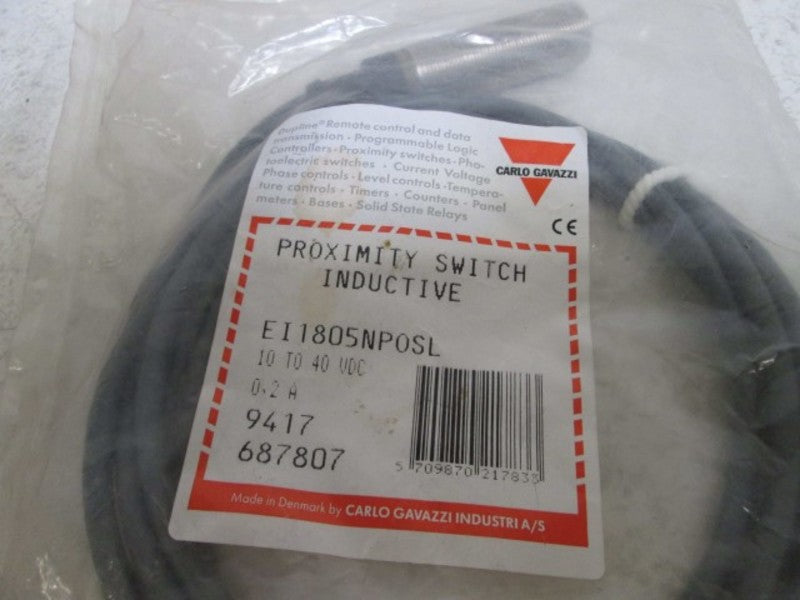 Dupline® Remote control and data
transmission · Programmable Logic
Controllers · Proximity switches · Pho-
toelectric switches · Current Voltage
Phase controls · Level controls · Tempera-
ture controls · Timers · Counters · Panel
meters · Bases · Solid State Relays
CARLO GAVAZZI
CE
PROXIMITY SWITCH
INDUCTIVE
EI1805NPOSL
10 TO 40 VDC
0.2 A
9417
687807
5 709870 217833
Made in Denmark by CARLO GAVAZZI INDUSTRI A/S